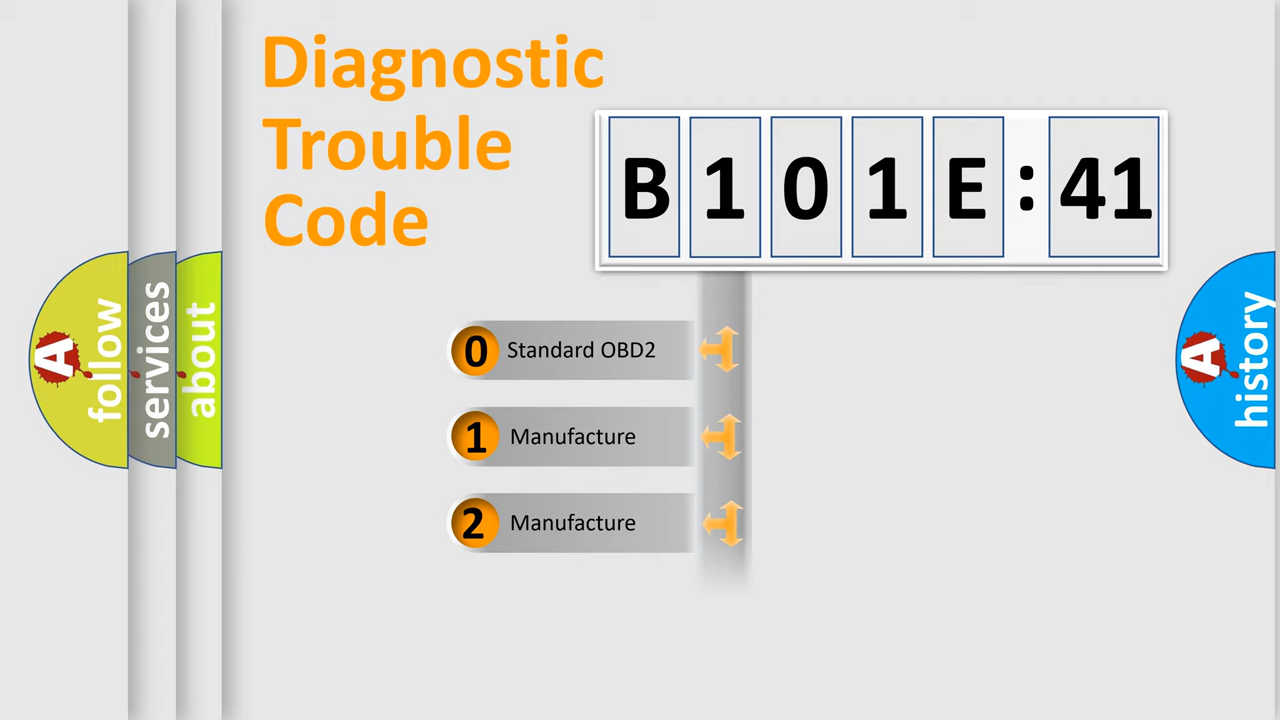 Diagnostic
Trouble
Code
B 1 0 1 E : 41
0 Standard OBD2
1 Manufacture
2 Manufacture
A follow
services
about
A history